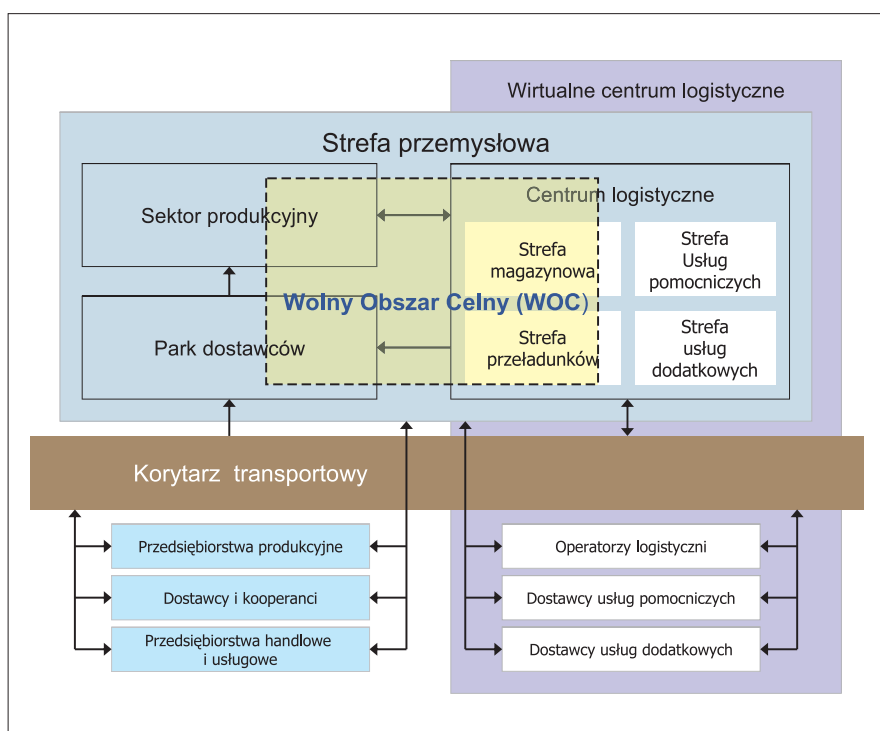 Wirtualne centrum logistyczne
Strefa przemysłowa
Sektor produkcyjny
Centrum logistyczne
Strefa
magazynowa
Strefa
Usług
pomocniczych
Wolny Obszar Celny (WOC)
Park dostawców
Strefa
przeładunków
Strefa
usług
dodatkowych
Korytarz transportowy
Przedsiębiorstwa produkcyjne
Dostawcy i kooperanci
Przedsiębiorstwa handlowe
i usługowe
Operatorzy logistyczni
Dostawcy usług pomocniczych
Dostawcy usług dodatkowych